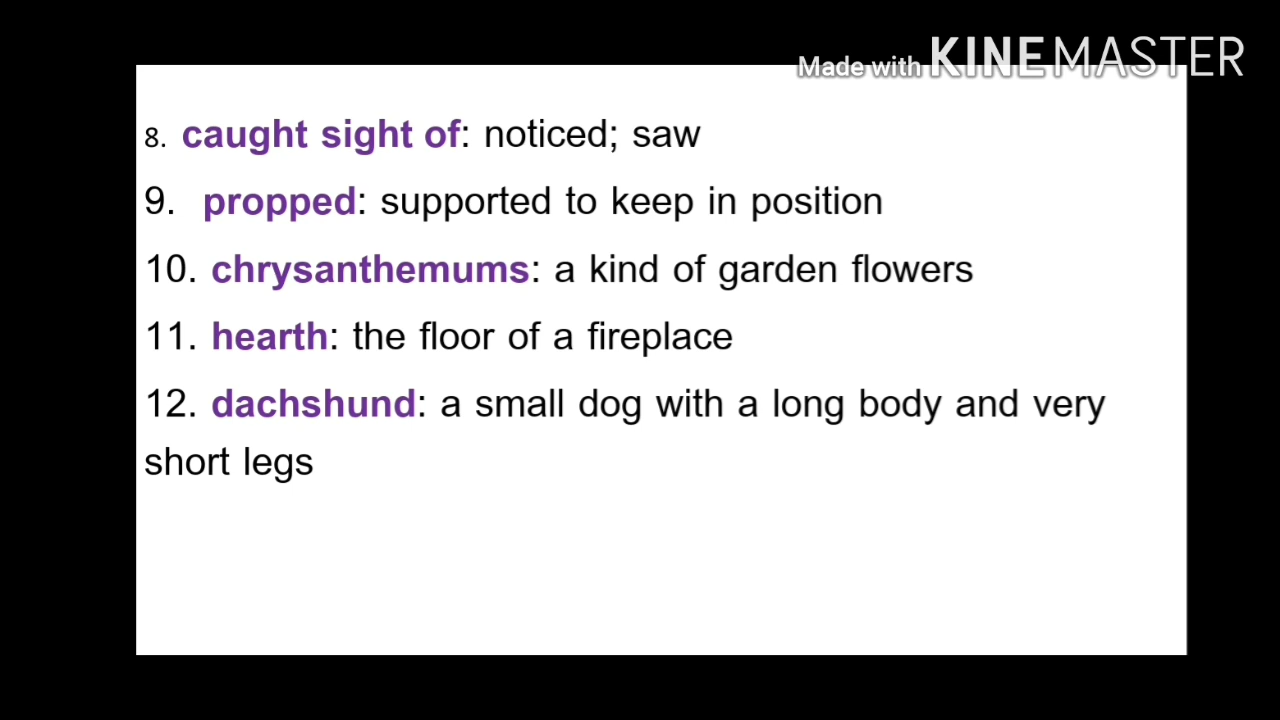 Made with KINEMASTER
8. caught sight of: noticed; saw
9. propped: supported to keep in position
10. chrysanthemums: a kind of garden flowers
11. hearth: the floor of a fireplace
12. dachshund: a small dog with a long body and very
short legs